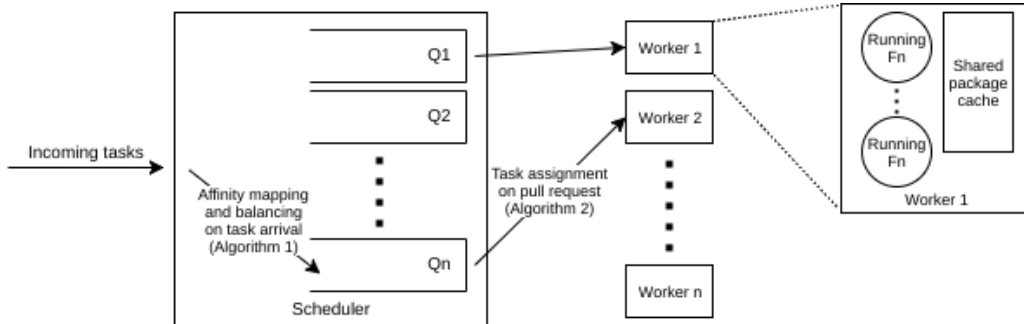 Incoming tasks
Affinity mapping
and balancing
on task arrival
(Algorithm 1)
Q1
Q2
Qn
Scheduler
Task assignment
on pull request
(Algorithm 2)
Worker 1
Worker 2
Worker n
Running
Fn
Running
Fn
Shared
package
cache
Worker 1